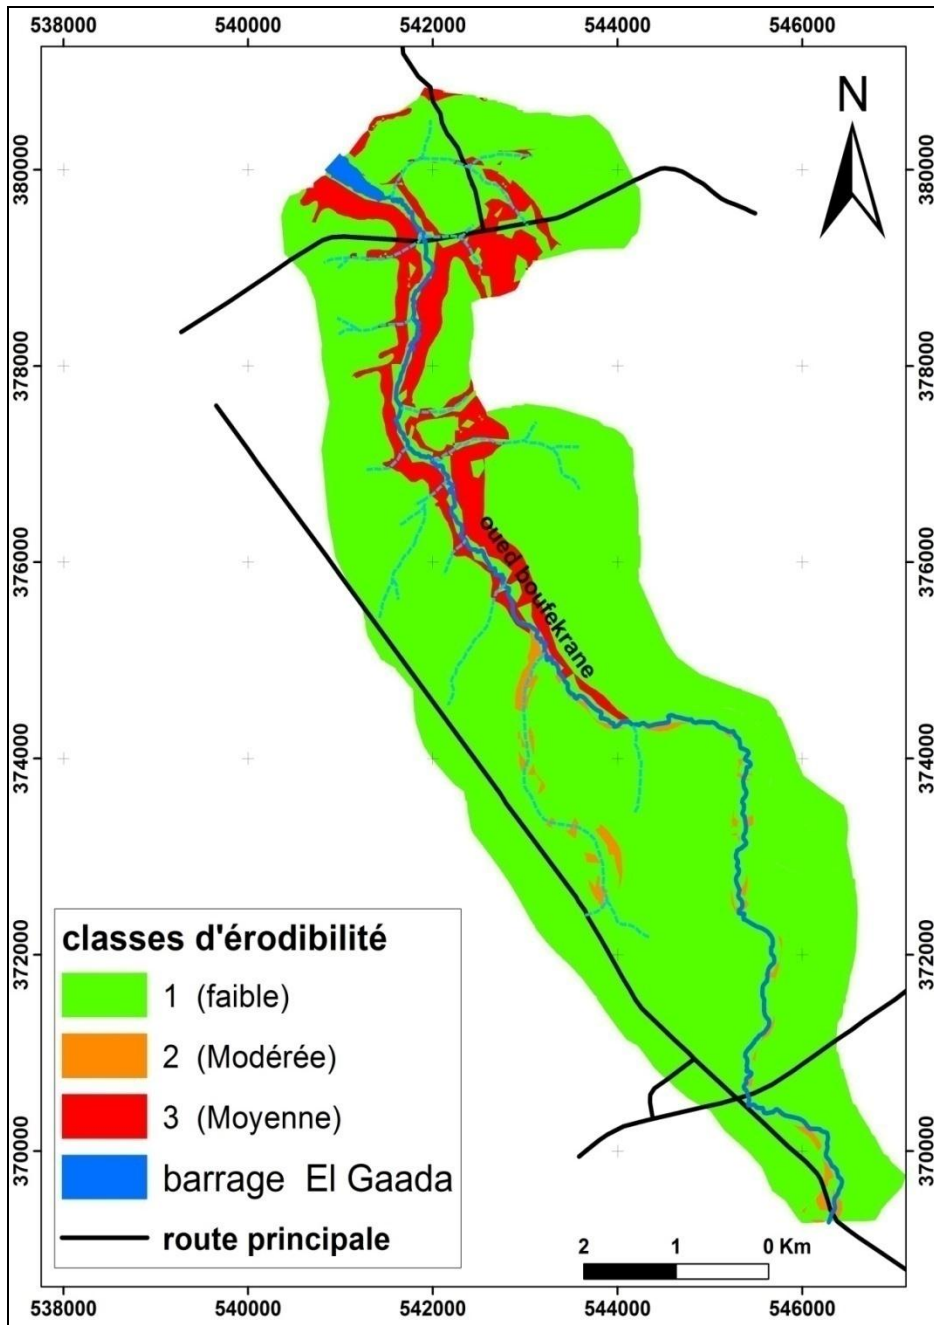 538000 540000 542000 544000 546000
N
380000
380000
378000
378000
376000
376000
374000
374000
372000
372000
370000
370000
oued boufekrane
classes d'érodibilité
1 (faible)
2 (Modérée)
3 (Moyenne)
barrage El Gaada
route principale
2 1 0 Km
538000 540000 542000 544000 546000